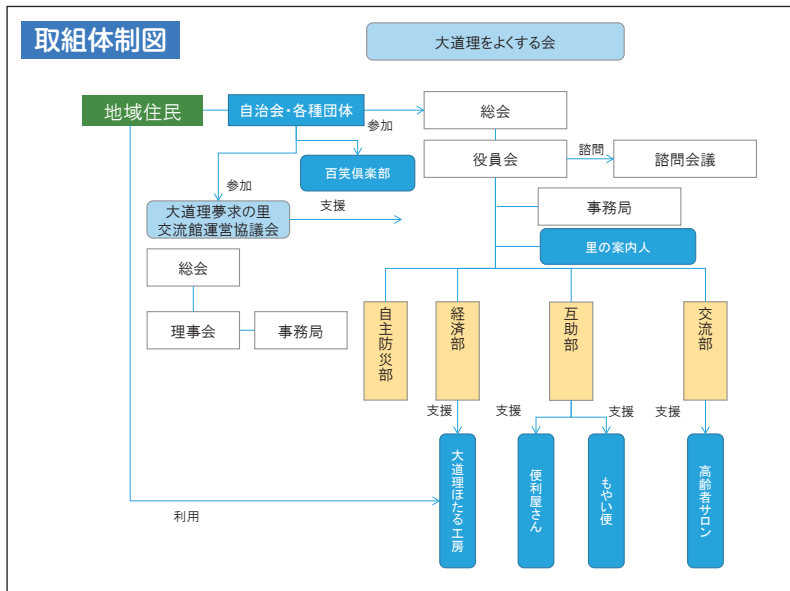 取組体制図
大道理をよくする会
地域住民
自治会・各種団体
参加
総会
役員会
諮問
諮問会議
百笑倶楽部
参加
大道理夢求の里
交流館運営協議会
支援
事務局
里の案内人
総会
理事会
事務局
自主防災部
経済部
互助部
交流部
支援
支援
支援
支援
大道理ほたる工房
便利屋さん
もやい便
高齢者サロン
利用